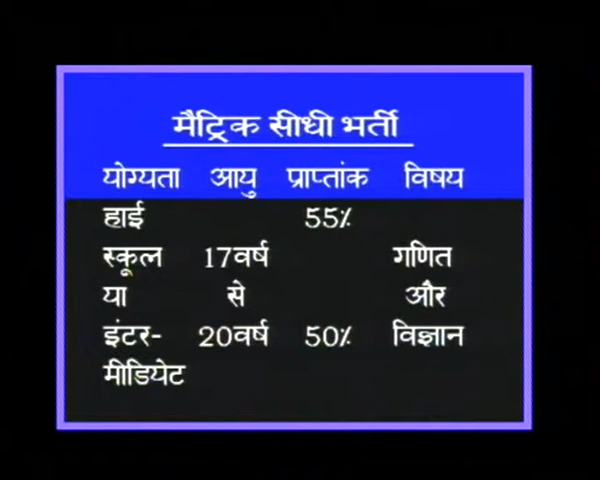 मैट्रिक सीधी भर्ती
योग्यता आयु प्राप्तांक विषय
हाई 55%
स्कूल 17वर्ष गणित
या से और
इंटर- 20वर्ष 50% विज्ञान
मीडियेट